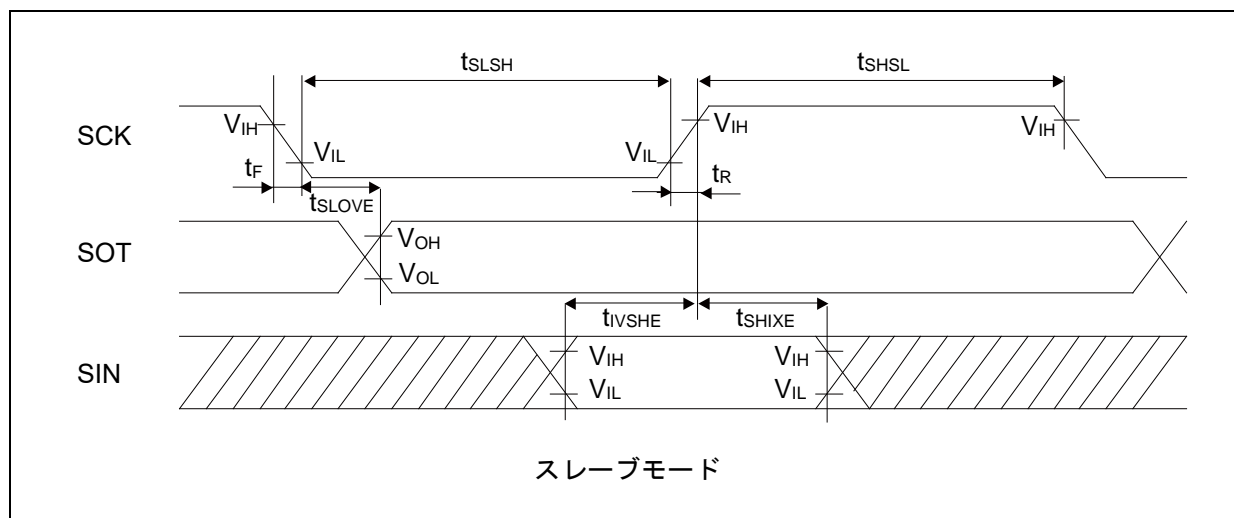 tSLSH tSHSL
SCK VIH VIL VIL VIH VIH
tF tSLOVE tR
SOT VOH VOL
tIVSHE tSHIXE
SIN VIH VIH
VIL VIL
スレーブモード